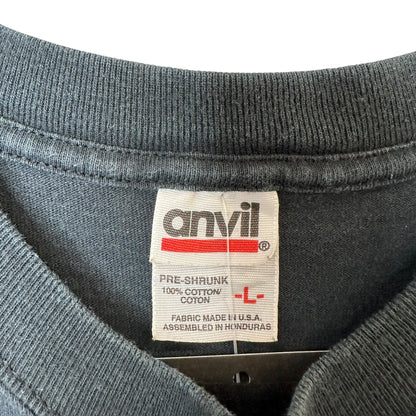 anvil
®
PRE-SHRUNK
100% COTTON/
COTON
-L-
FABRIC MADE IN U.S.A.
ASSEMBLED IN HONDURAS